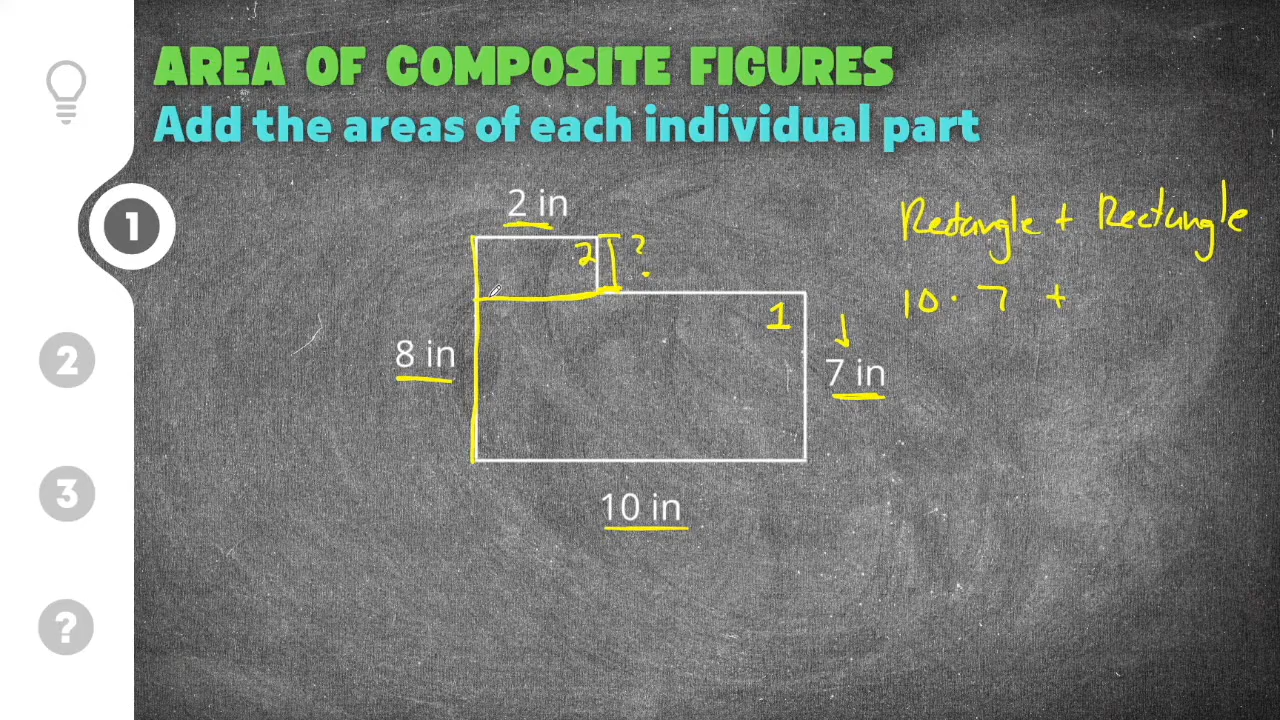 AREA OF COMPOSITE FIGURES
Add the areas of each individual part
2 in
Rectangle + Rectangle
2 ?
10 · 7 +
1
1
8 in
7 in
2
10 in
3
?